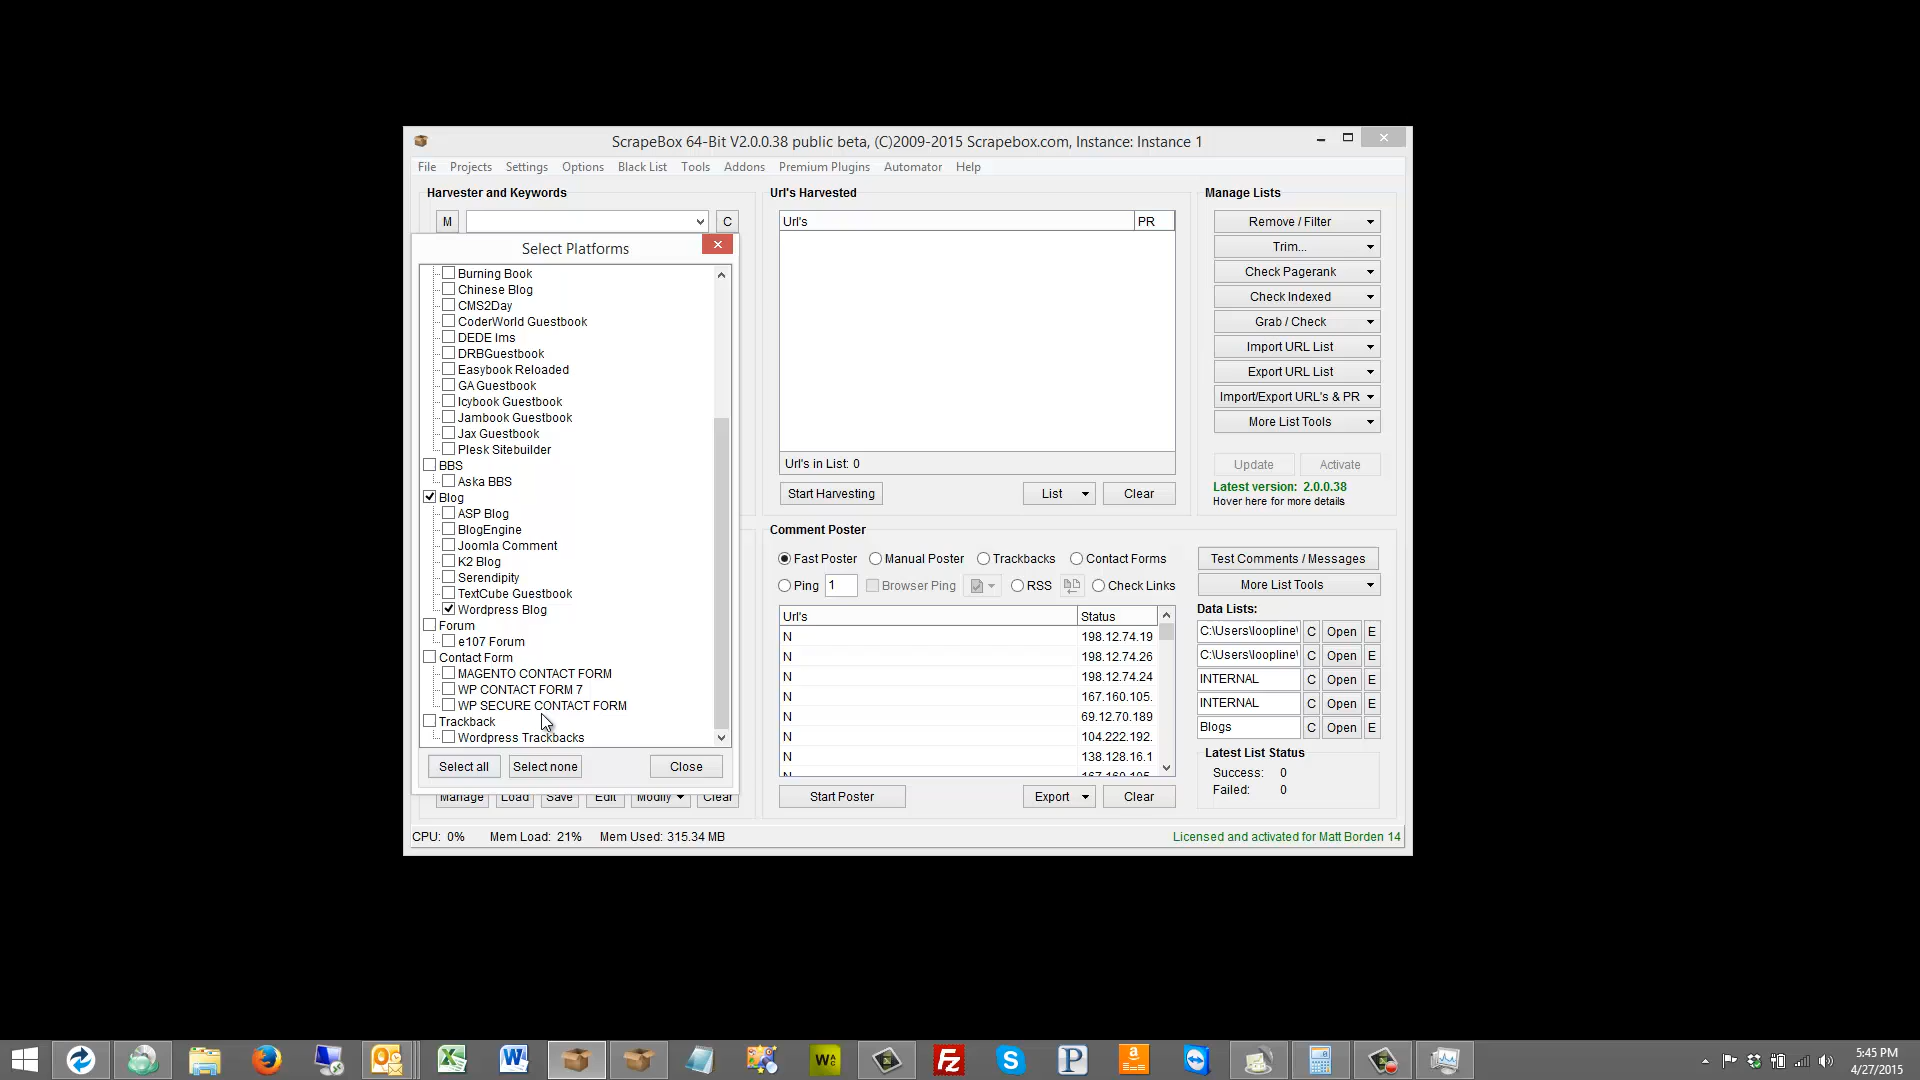 ScrapeBox 64-Bit V2.0.0.38 public beta, (C)2009-2015 Scrapebox.com, Instance: Instance 1
File Projects Settings Options Black List Tools Addons Premium Plugins Automator Help
Harvester and Keywords
M C
Select Platforms
Burning Book
Chinese Blog
CMS2Day
CoderWorld Guestbook
DEDE Ims
DRBGuestbook
Easybook Reloaded
GA Guestbook
Icybook Guestbook
Jambook Guestbook
Jax Guestbook
Plesk Sitebuilder
BBS
Aska BBS
Blog
ASP Blog
BlogEngine
Joomla Comment
K2 Blog
Serendipity
TextCube Guestbook
Wordpress Blog
Forum
e107 Forum
Contact Form
MAGENTO CONTACT FORM
WP CONTACT FORM 7
WP SECURE CONTACT FORM
Trackback
Wordpress Trackbacks
Select all Select none Close
Manage Load Save Edit Modify Clear
Url's Harvested
Url's PR
Url's in List: 0
Start Harvesting List Clear
Comment Poster
Fast Poster Manual Poster Trackbacks Contact Forms
Ping 1 Browser Ping RSS Check Links
Url's Status
N 198.12.74.19
N 198.12.74.26
N 198.12.74.24
N 167.160.105.
N 69.12.70.189
N 104.222.192.
N 138.128.16.1
N 167.160.105
Start Poster Export Clear
Manage Lists
Remove / Filter
Trim...
Check Pagerank
Check Indexed
Grab / Check
Import URL List
Export URL List
Import/Export URL's & PR
More List Tools
Update Activate
Latest version: 2.0.0.38
Hover here for more details
Test Comments / Messages
More List Tools
Data Lists:
C:\Users\loopline\ C Open E
C:\Users\loopline\ C Open E
INTERNAL C Open E
INTERNAL C Open E
Blogs C Open E
Latest List Status
Success: 0
Failed: 0
CPU: 0% Mem Load: 21% Mem Used: 315.34 MB
Licensed and activated for Matt Borden 14
5:45 PM
4/27/2015